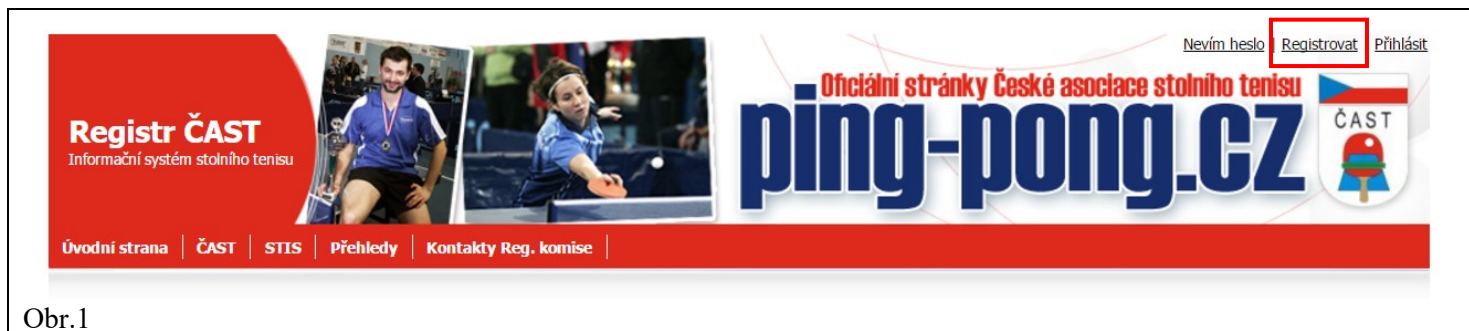 Nevím heslo | Registrovat Přihlásit
Oficiální stránky České asociace stolního tenisu
ping-pong.cz
ČAST
Registr ČAST
Informační systém stolního tenisu
Úvodní strana | ČAST | STIS | Přehledy | Kontakty Reg. komise |
Obr.1